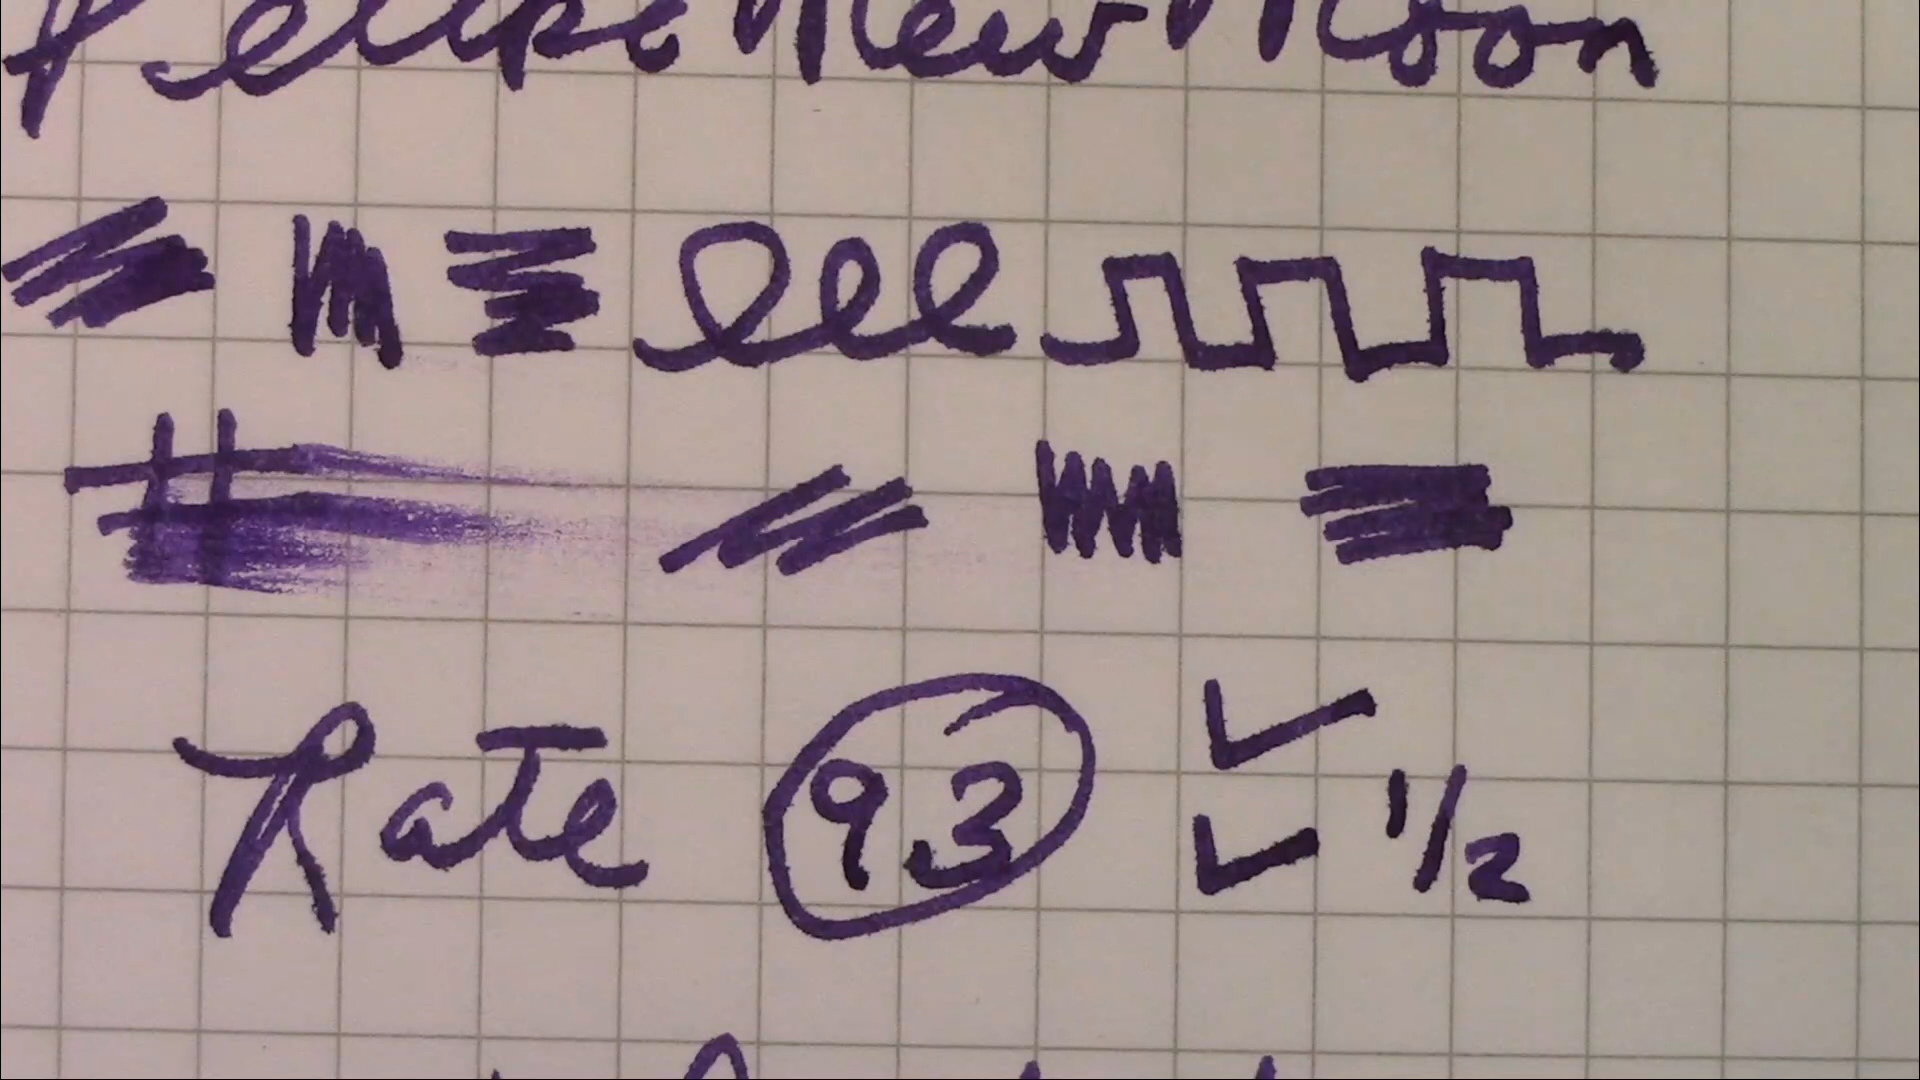 New Moon
Rate 93 ✓
✓ 1/2